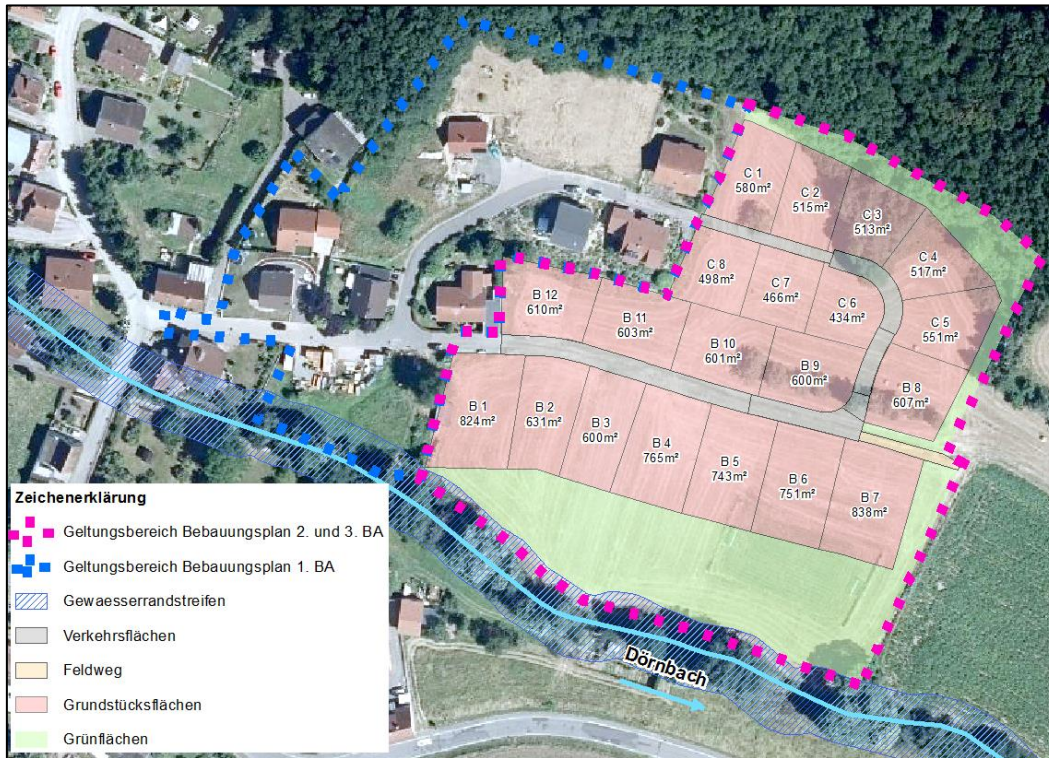 C 1
580m²
C 2
515m²
C 3
513m²
C 4
517m²
C 5
551m²
C 8
498m²
C 7
466m²
C 6
434m²
B 12
610m²
B 11
603m²
B 10
601m²
B 9
600m²
B 8
607m²
B 1
824m²
B 2
631m²
B 3
600m²
B 4
765m²
B 5
743m²
B 6
751m²
B 7
838m²
Dörnbach
Zeichenerklärung
Geltungsbereich Bebauungsplan 2. und 3. BA
Geltungsbereich Bebauungsplan 1. BA
Gewaesserrandstreifen
Verkehrsflächen
Feldweg
Grundstücksflächen
Grünflächen